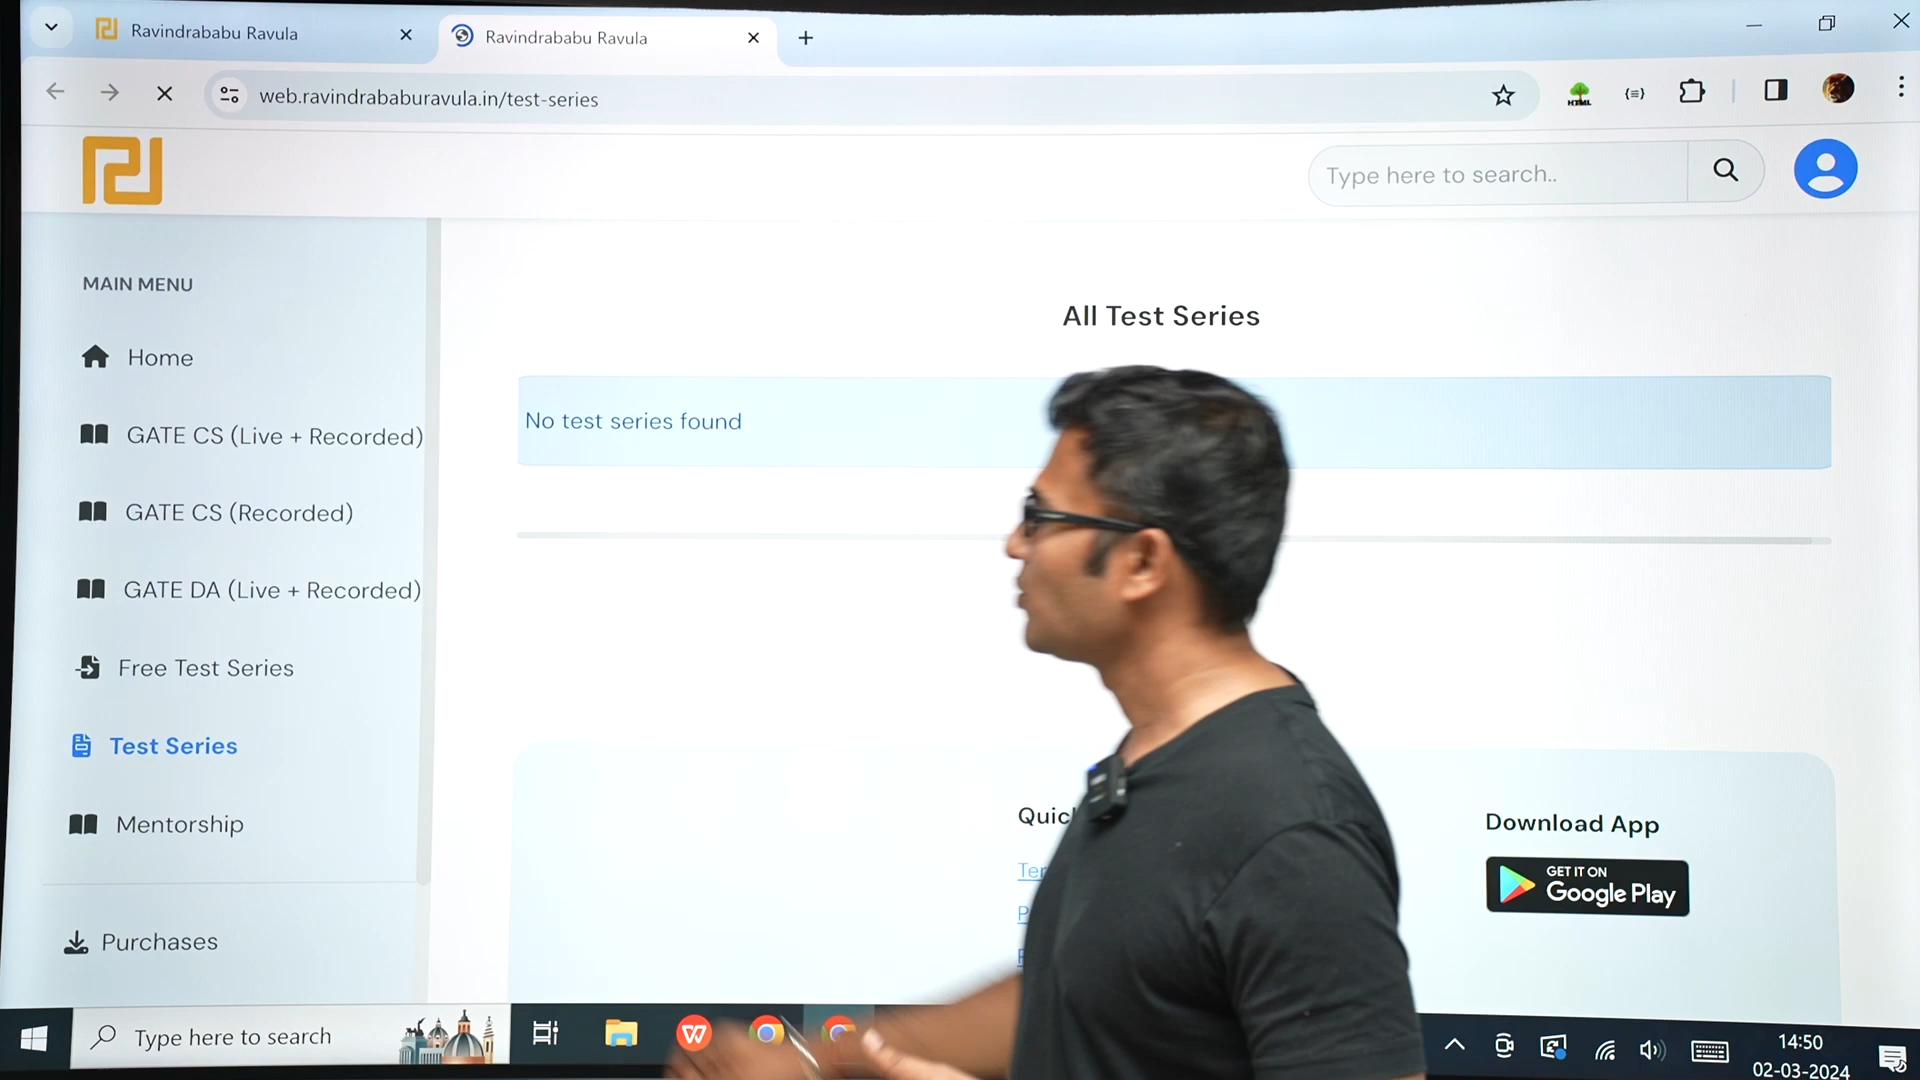 Ravindrababu Ravula
Ravindrababu Ravula
web.ravindrababuravula.in/test-series
HTML
Type here to search..
MAIN MENU
Home
GATE CS (Live + Recorded)
GATE CS (Recorded)
GATE DA (Live + Recorded)
Free Test Series
Test Series
Mentorship
Purchases
All Test Series
No test series found
Download App
GET IT ON
Google Play
Type here to search
14:50
02-03-2024